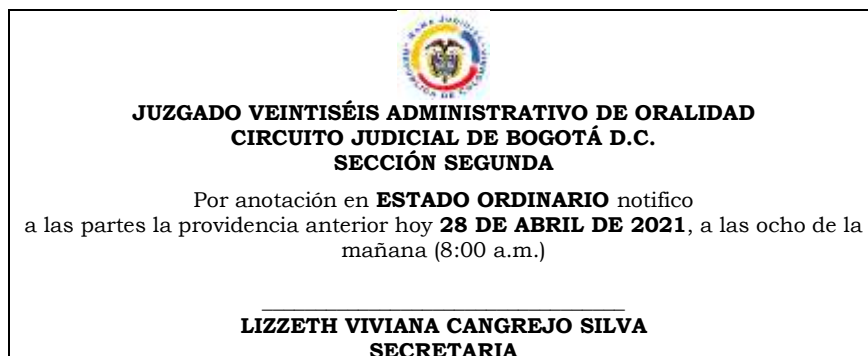 JUZGADO VEINTISÉIS ADMINISTRATIVO DE ORALIDAD
CIRCUITO JUDICIAL DE BOGOTÁ D.C.
SECCIÓN SEGUNDA
Por anotación en ESTADO ORDINARIO notifico
a las partes la providencia anterior hoy 28 DE ABRIL DE 2021, a las ocho de la
mañana (8:00 a.m.)
LIZZETH VIVIANA CANGREJO SILVA
SECRETARIA